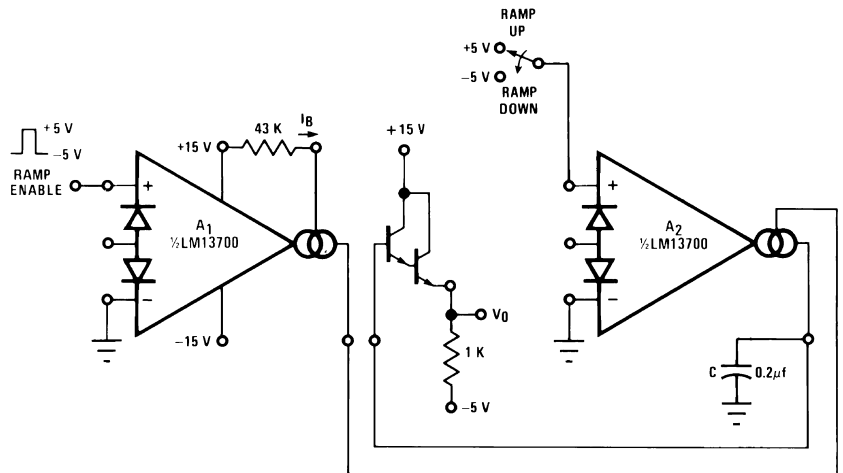 RAMP
UP
+5 V
−5 V
RAMP
DOWN
+5 V
−5 V
RAMP
ENABLE
+15 V
43 K
I_B
+
A₁
½LM13700
−
−15 V
+15 V
V₀
1 K
−5 V
+
A₂
½LM13700
−
C
0.2µf